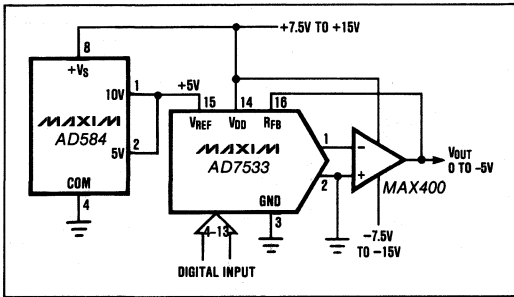 +7.5V TO +15V
8
+VS
10V
1
+5V
15
14
16
VREF
VDD
RFB
MAXIM
AD584
5V
2
MAXIM
AD7533
1
−
2
+
MAX400
VOUT
0 TO −5V
COM
4
GND
3
4–13
−7.5V
TO −15V
DIGITAL INPUT